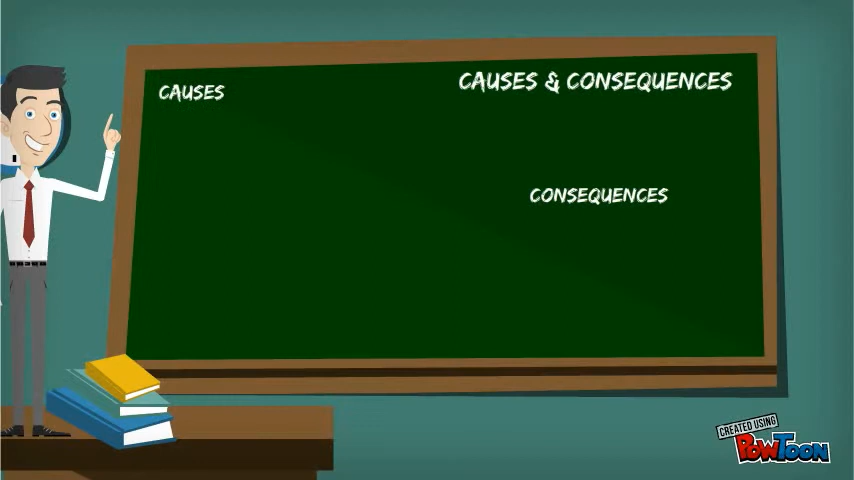 CAUSES & CONSEQUENCES
CAUSES
CONSEQUENCES
CREATED USING
POWTOON